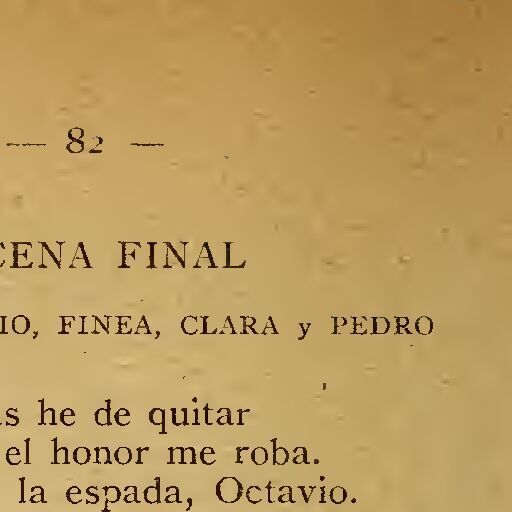 — 82 —
CENA FINAL
IO, FINEA, CLARA y PEDRO
s he de quitar
el honor me roba.
la espada, Octavio.